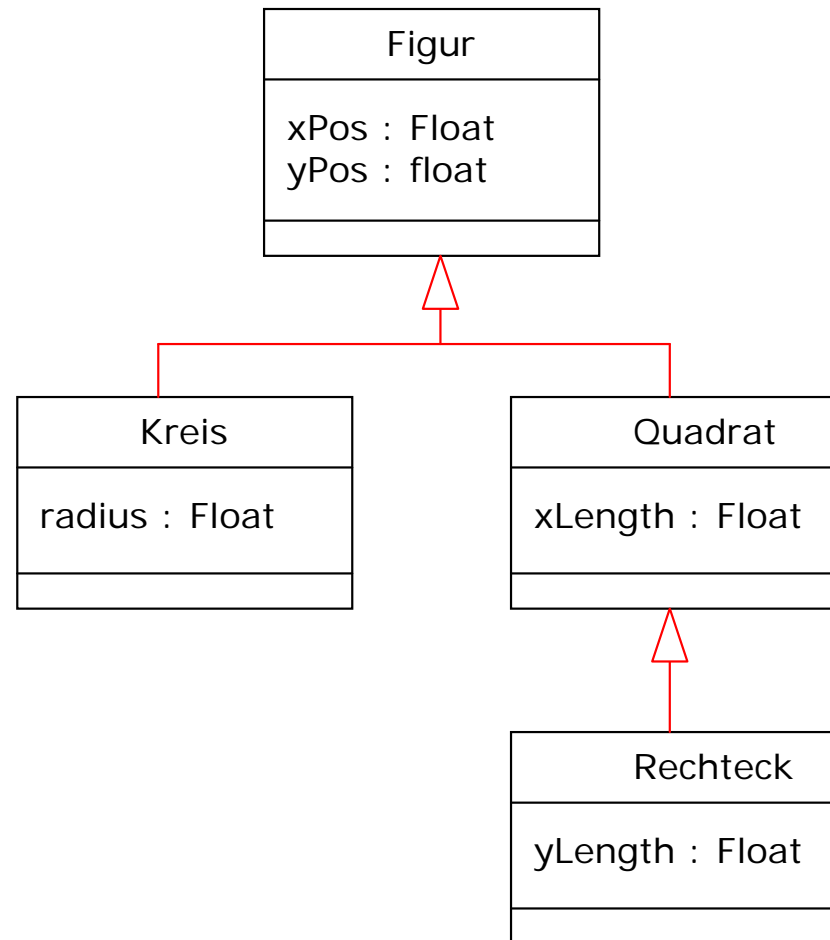 Figur
xPos : Float
yPos : float
Kreis
Quadrat
radius : Float
xLength : Float
Rechteck
yLength : Float